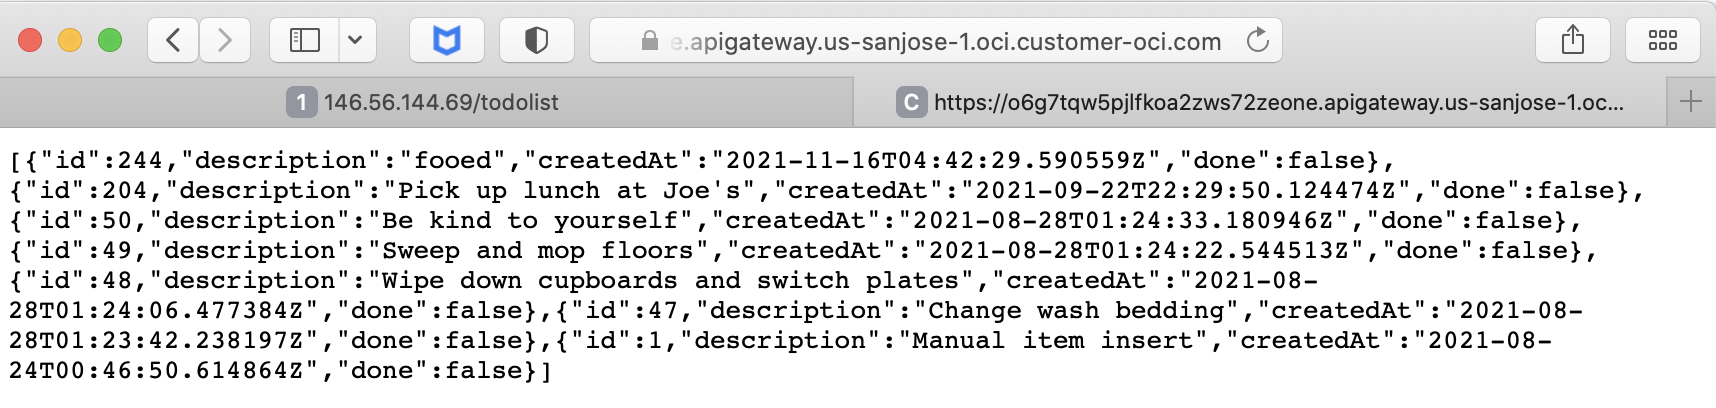 e.apigateway.us-sanjose-1.oci.customer-oci.com
1 146.56.144.69/todolist
C https://o6g7tqw5pjlfkoa2zws72zeone.apigateway.us-sanjose-1.oc...
[{"id":244,"description":"fooed","createdAt":"2021-11-16T04:42:29.590559Z","done":false},
{"id":204,"description":"Pick up lunch at Joe's","createdAt":"2021-09-22T22:29:50.124474Z","done":false},
{"id":50,"description":"Be kind to yourself","createdAt":"2021-08-28T01:24:33.180946Z","done":false},
{"id":49,"description":"Sweep and mop floors","createdAt":"2021-08-28T01:24:22.544513Z","done":false},
{"id":48,"description":"Wipe down cupboards and switch plates","createdAt":"2021-08-
28T01:24:06.477384Z","done":false},{"id":47,"description":"Change wash bedding","createdAt":"2021-08-
28T01:23:42.238197Z","done":false},{"id":1,"description":"Manual item insert","createdAt":"2021-08-
24T00:46:50.614864Z","done":false}]